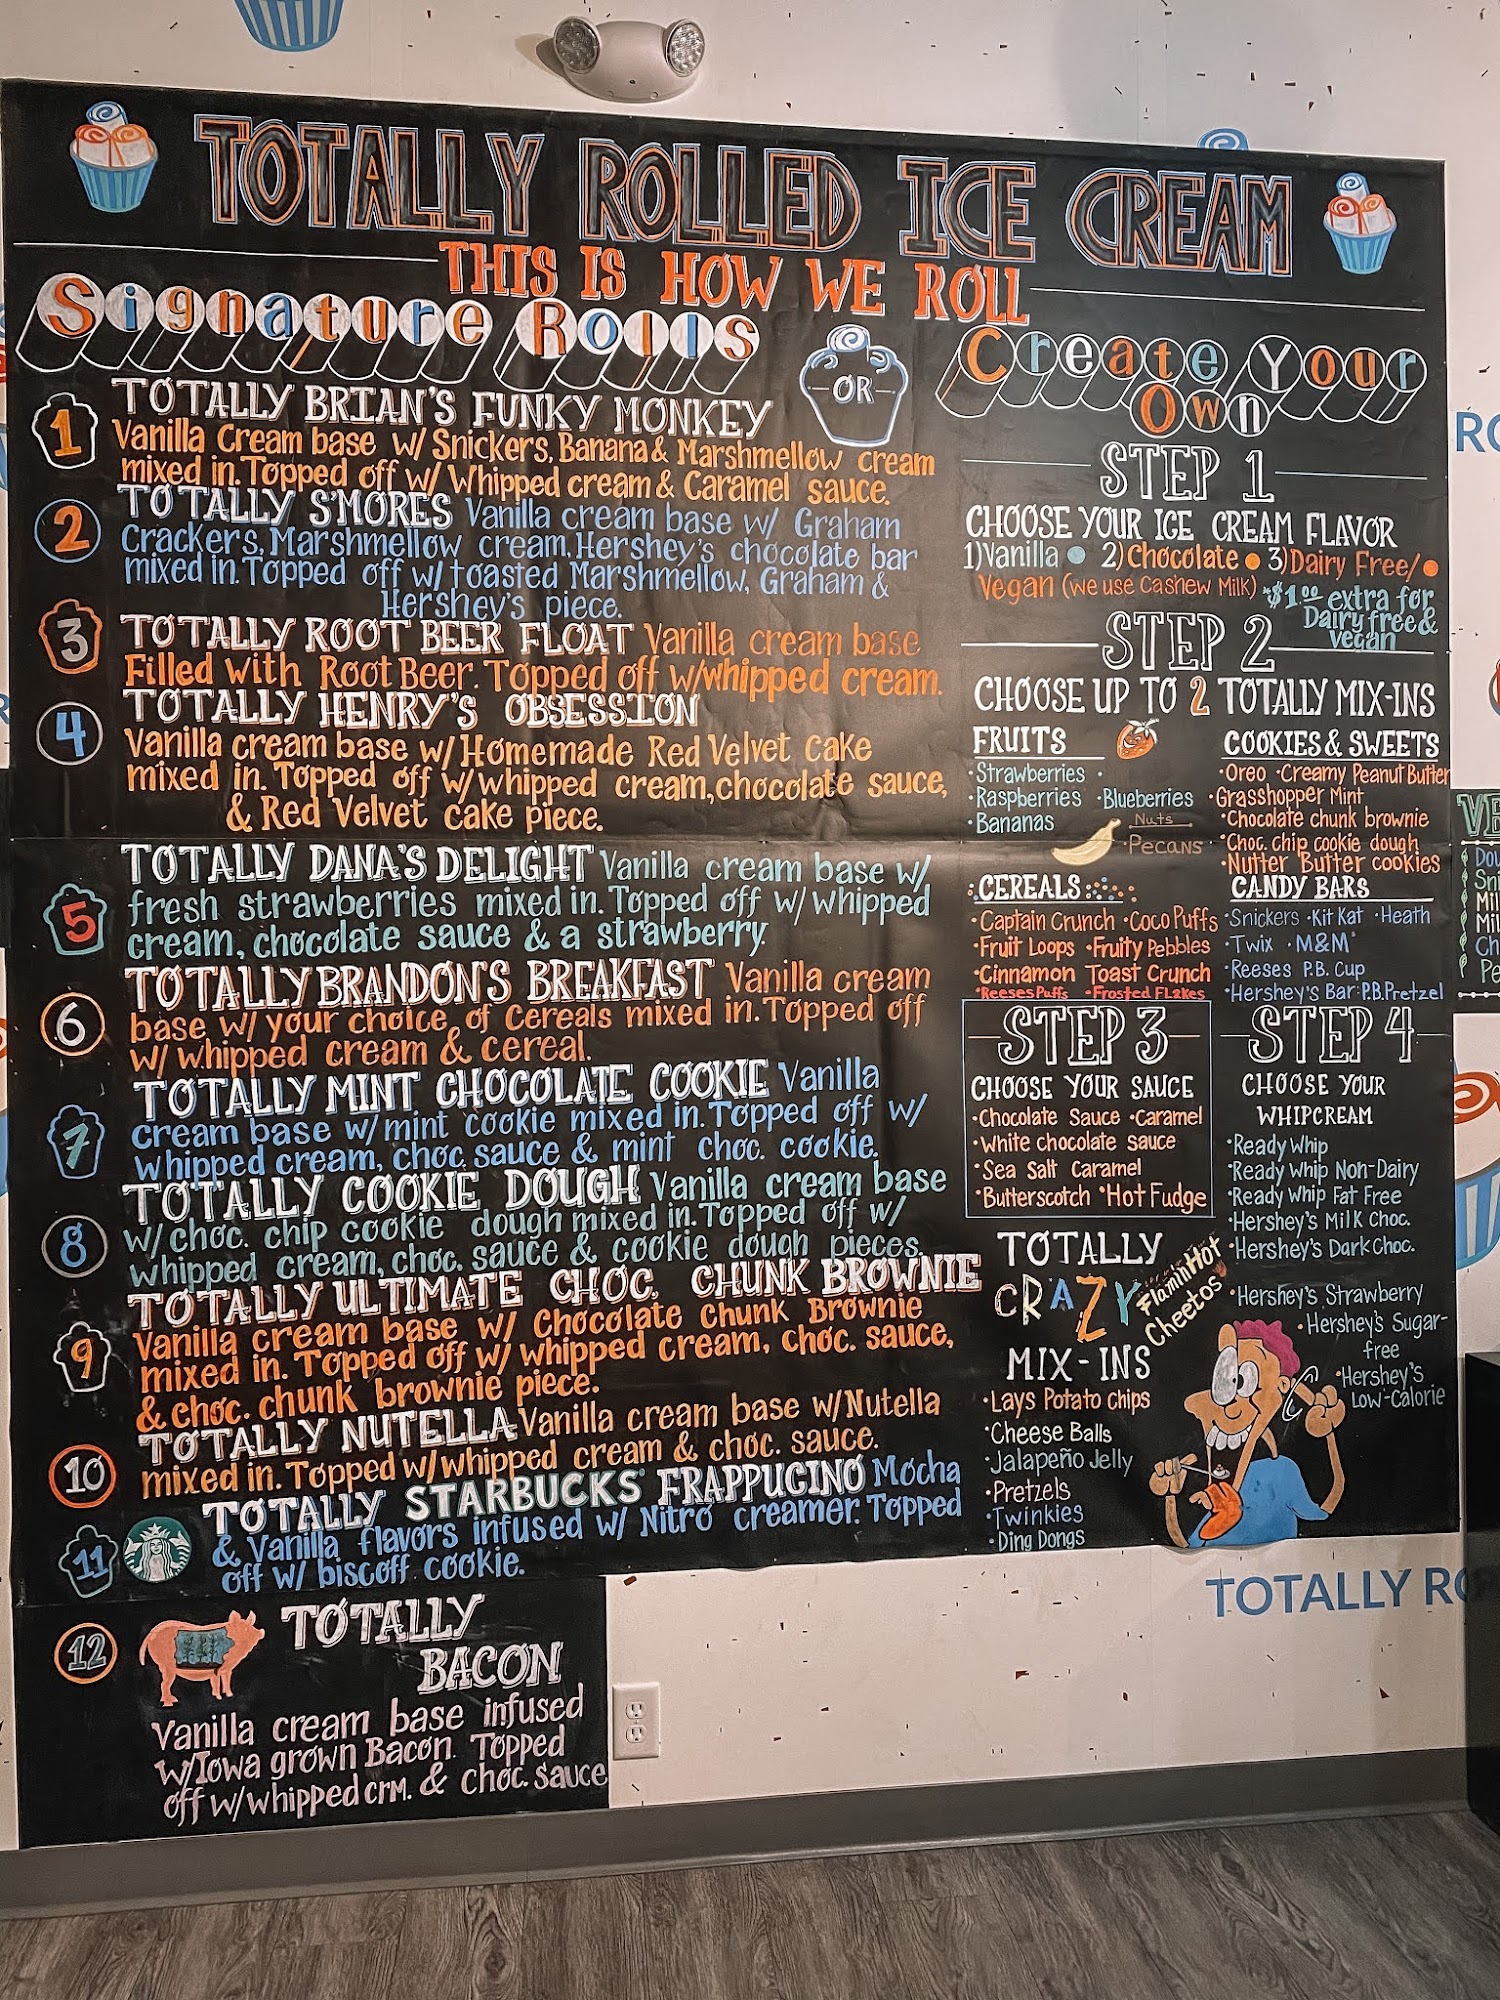 TOTALLY ROLLED ICE CREAM
THIS IS HOW WE ROLL
Signature Rolls
1 TOTALLY BRIAN'S FUNKY MONKEY
Vanilla Cream base w/ Snickers, Banana & Marshmellow cream
mixed in. Topped off w/ Whipped cream & Caramel sauce.
2 TOTALLY S'MORES Vanilla cream base w/ Graham
Crackers, Marshmellow cream, Hershey's chocolate bar
mixed in. Topped off w/ toasted Marshmellow, Graham &
Hershey's piece.
3 TOTALLY ROOT BEER FLOAT Vanilla cream base
Filled with Root Beer. Topped off w/whipped cream.
4 TOTALLY HENRY'S OBSESSION
Vanilla cream base w/ Homemade Red Velvet cake
mixed in. Topped off w/ whipped cream, chocolate sauce,
& Red Velvet cake piece.
5 TOTALLY DANA'S DELIGHT Vanilla cream base w/
fresh strawberries mixed in. Topped off w/ whipped
cream, chocolate sauce & a strawberry
6 TOTALLY BRANDON'S BREAKFAST Vanilla cream
base w/ your choice of Cereals mixed in. Topped off
w/ whipped cream & cereal.
7 TOTALLY MINT CHOCOLATE COOKIE Vanilla
cream base w/ mint cookie mixed in. Topped off w/
whipped cream, choc. sauce & mint choc. cookie.
8 TOTALLY COOKIE DOUGH Vanilla cream base
w/ choc. chip cookie dough mixed in. Topped off w/
whipped cream, choc. sauce & cookie dough pieces.
9 TOTALLY ULTIMATE CHOC. CHUNK BROWNIE
Vanilla cream base w/ Chocolate Chunk Brownie
mixed in. Topped off w/ whipped cream, choc. sauce,
& choc. chunk brownie piece.
10 TOTALLY NUTELLA Vanilla cream base w/ Nutella
mixed in. Topped w/ whipped cream & choc. sauce.
11 TOTALLY STARBUCKS FRAPPUCINO Mocha
& Vanilla flavors infused w/ Nitro creamer. Topped
off w/ biscoff cookie.
12 TOTALLY
BACON
Vanilla cream base infused
w/Iowa grown Bacon. Topped
off w/whipped crm. & choc. sauce
-OR-
Create Your
Own
STEP 1
CHOOSE YOUR ICE CREAM FLAVOR
1) Vanilla 2) Chocolate 3) Dairy Free/
Vegan (we use Cashew Milk) *$1.00 extra for
Dairy free &
vegan
STEP 2
CHOOSE UP TO 2 TOTALLY MIX-INS
FRUITS
·Strawberries ·
·Raspberries ·Blueberries
·Bananas
Nuts
·Pecans
COOKIES & SWEETS
·Oreo ·Creamy Peanut Butter
·Grasshopper Mint
·Chocolate chunk brownie
·Choc. chip cookie dough
·Nutter Butter cookies
CEREALS
·Captain Crunch ·Coco Puffs
·Fruit Loops ·Fruity Pebbles
·Cinnamon Toast Crunch
·Reeses Puffs ·Frosted Flakes
CANDY BARS
·Snickers ·Kit Kat ·Heath
·Twix ·M&M's
·Reese's P.B. Cup
·Hershey's Bar ·P.B. Pretzel
STEP 3
CHOOSE YOUR SAUCE
·Chocolate Sauce ·Caramel
·White chocolate sauce
·Sea Salt Caramel
·Butterscotch ·Hot Fudge
STEP 4
CHOOSE YOUR
WHIPCREAM
·Ready Whip
·Ready Whip Non-Dairy
·Ready Whip Fat Free
·Hershey's Milk Choc.
·Hershey's Dark Choc.
·Hershey's Strawberry
·Hershey's Sugar-
free
·Hershey's
Low-Calorie
TOTALLY
CRAZY
MIX-INS
Flamin Hot
Cheetos
·Lays Potato Chips
·Cheese Balls
·Jalapeño Jelly
·Pretzels
·Twinkies
·Ding Dongs
TOTALLY RO
RO